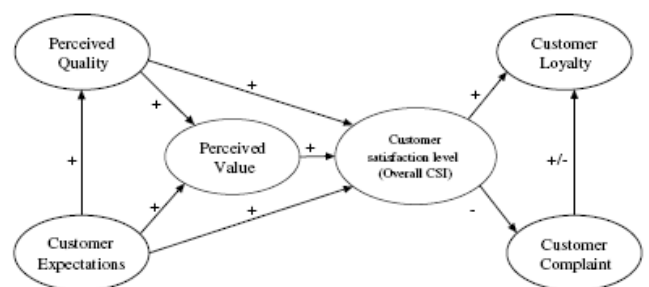 Perceived
Quality
Customer
Loyalty
+
+
+
+
Perceived
Value
+
Customer
satisfaction level
(Overall CSI)
+
+/-
+
+
-
Customer
Expectations
Customer
Complaint